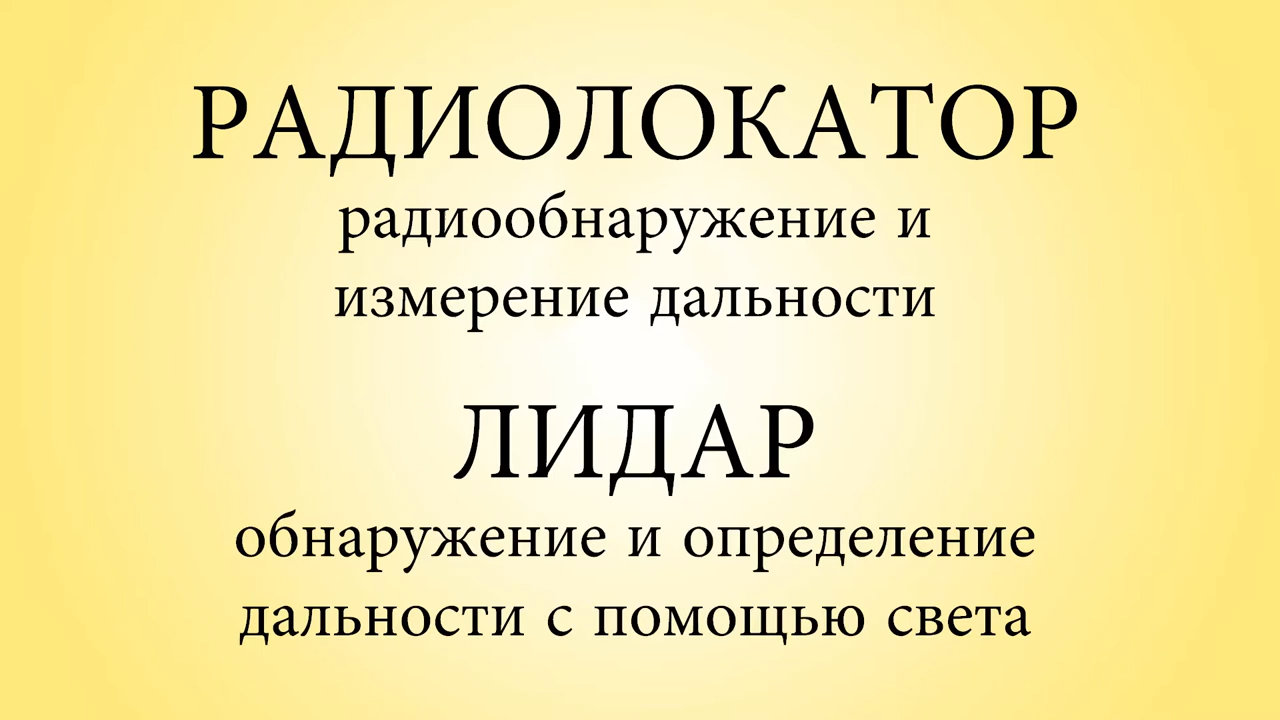 РАДИОЛОКАТОР
радиообнаружение и
измерение дальности
ЛИДАР
обнаружение и определение
дальности с помощью света